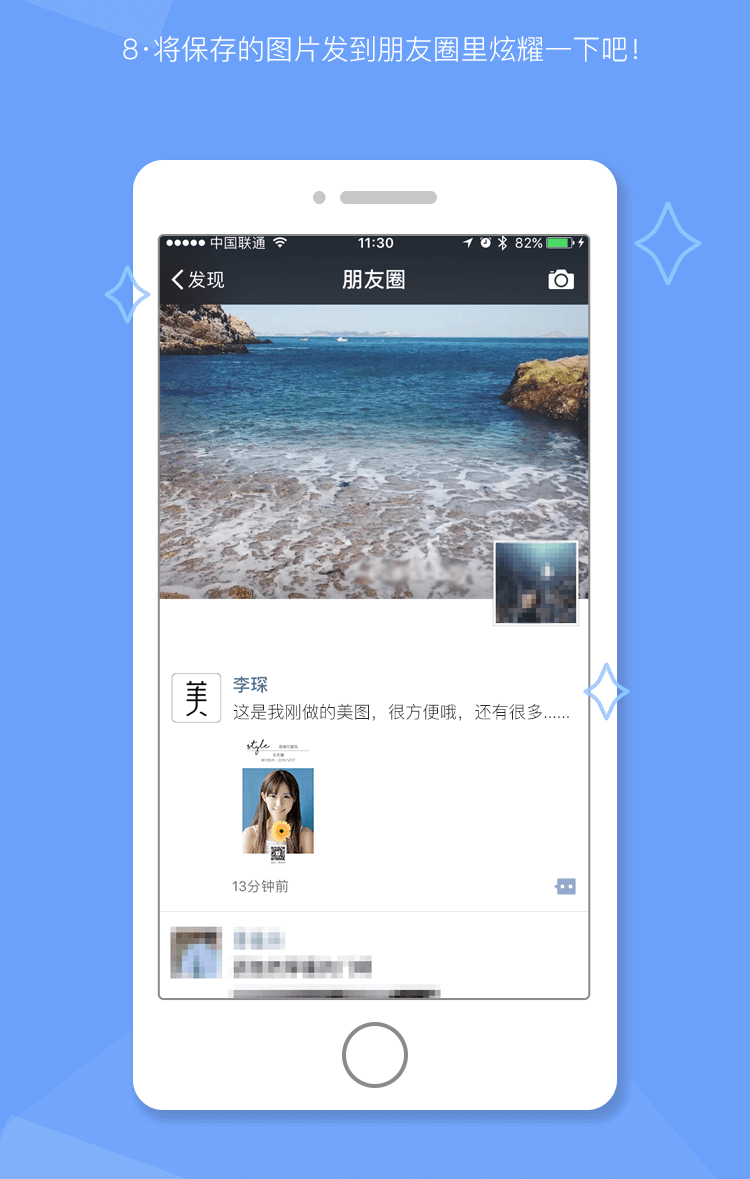 8·将保存的图片发到朋友圈里炫耀一下吧!
中国联通 11:30 82%
发现 朋友圈
美
李琛
这是我刚做的美图，很方便哦，还有很多......
style
13分钟前